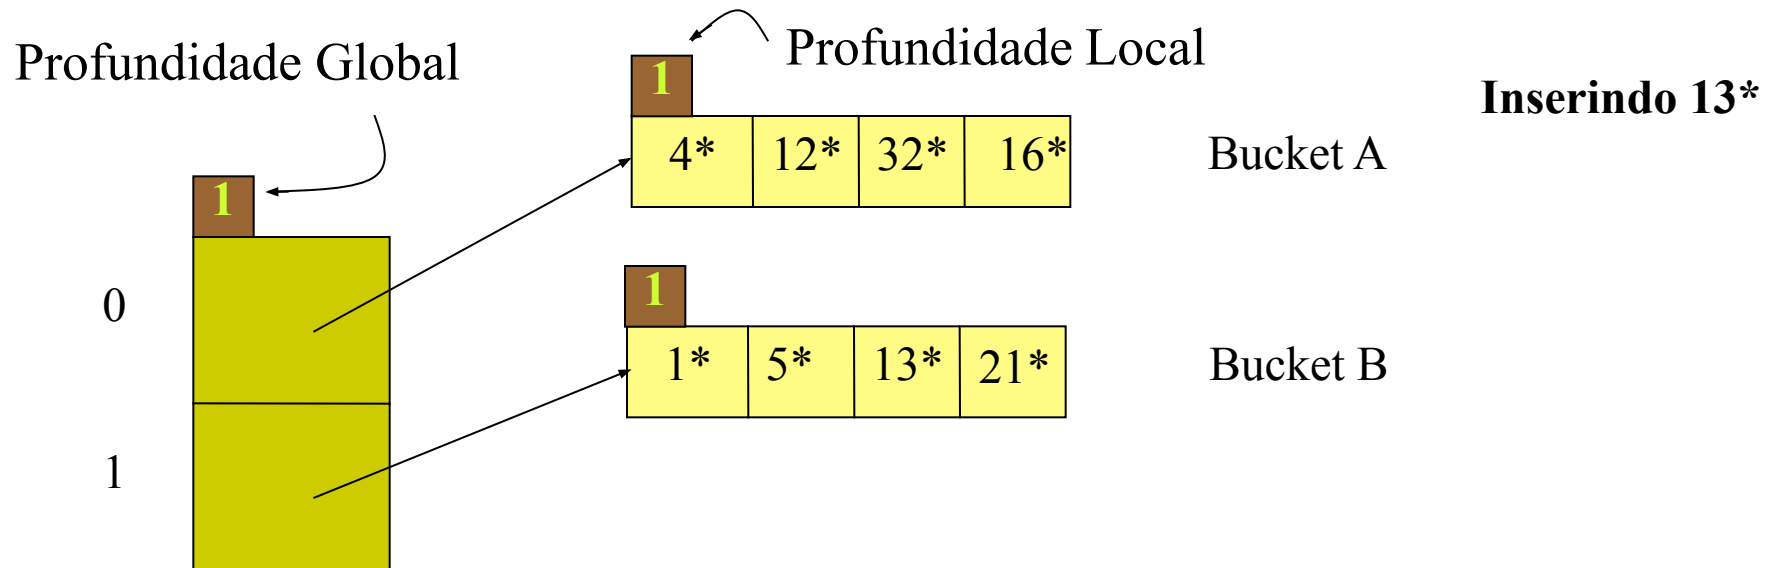 Profundidade Global
Profundidade Local
Inserindo 13*
1
4* 12* 32* 16*
Bucket A
1
0
1
1* 5* 13* 21*
Bucket B
1